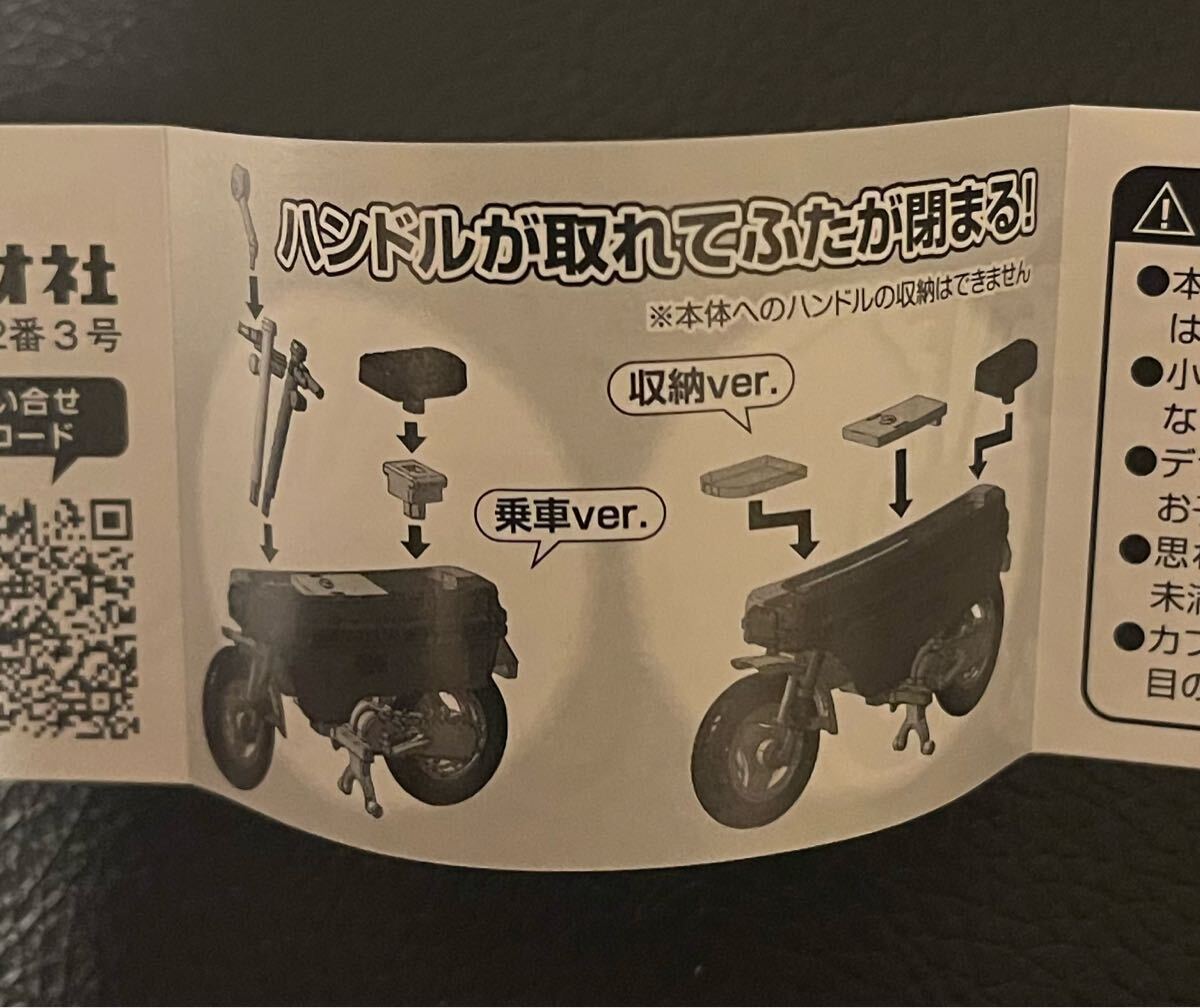 社
2番3号
い合せ
コード
ハンドルが取れてふたが閉まる!
※本体へのハンドルの収納はできません
収納ver.
乗車ver.
●本
は
●小
な
●デ
お
●思
未満
●カプ
目の